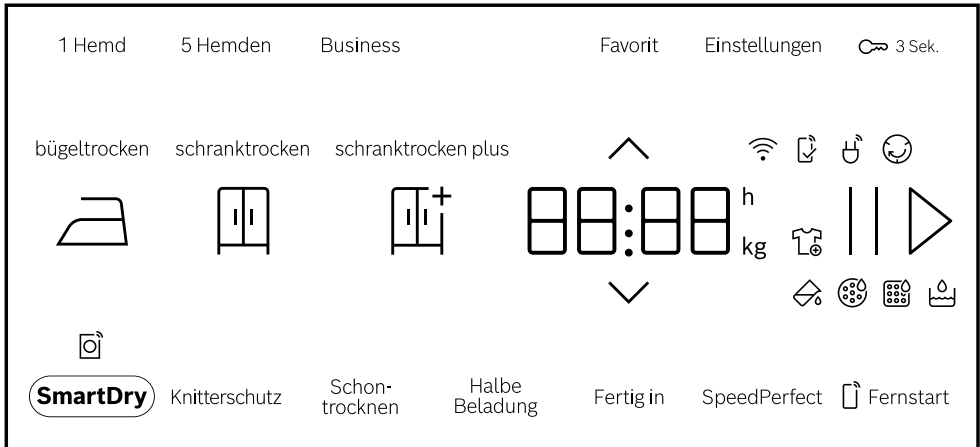 1 Hemd
5 Hemden
Business
Favorit
Einstellungen
3 Sek.
bügeltrocken
schranktrocken
schranktrocken plus
88:88
h
kg
SmartDry
Knitterschutz
Schon-
trocknen
Halbe
Beladung
Fertig in
SpeedPerfect
Fernstart